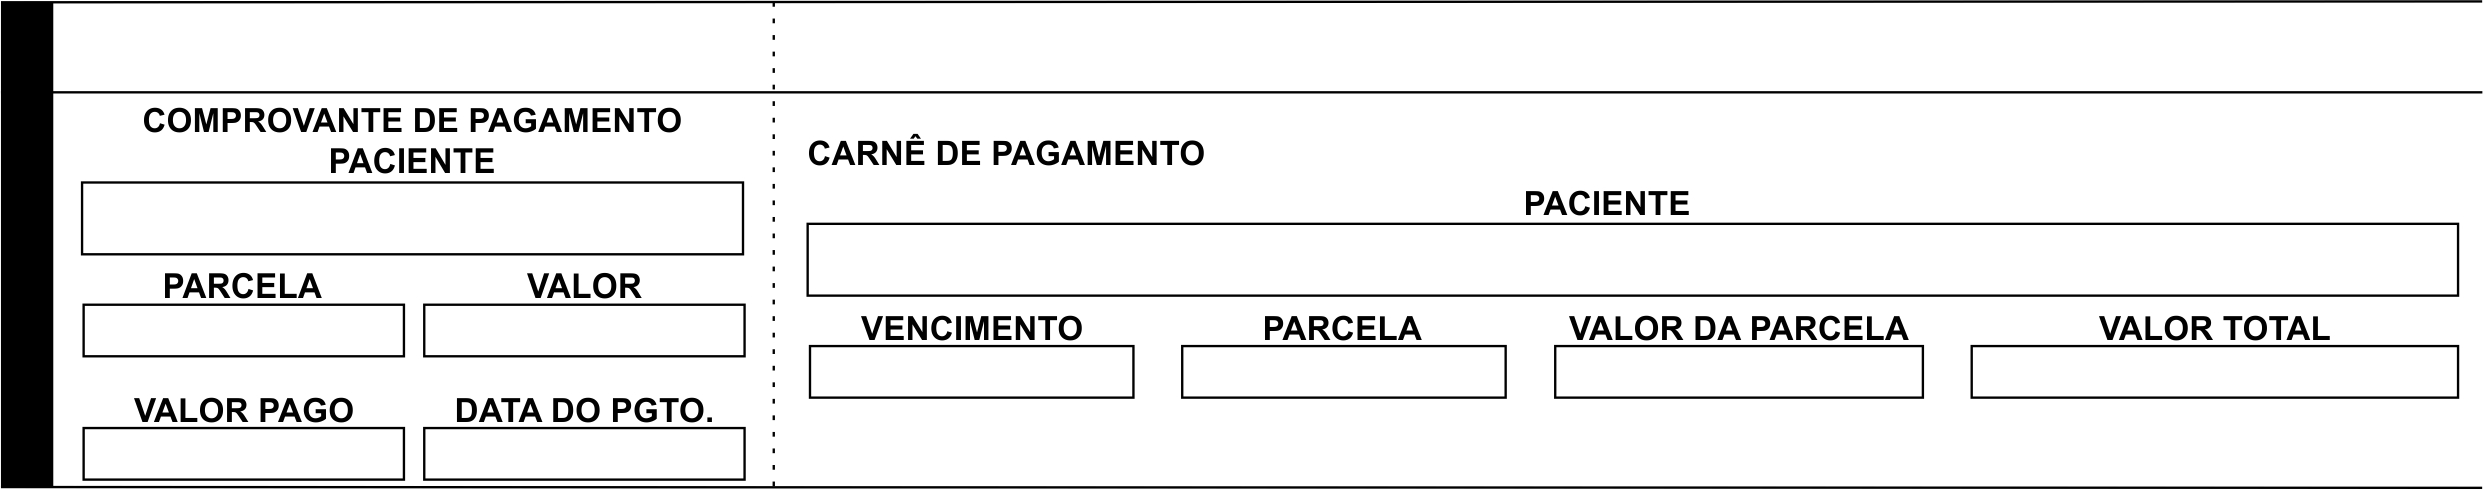 COMPROVANTE DE PAGAMENTO
PACIENTE
PARCELA VALOR
VALOR PAGO DATA DO PGTO.
CARNÊ DE PAGAMENTO
PACIENTE
VENCIMENTO PARCELA VALOR DA PARCELA VALOR TOTAL